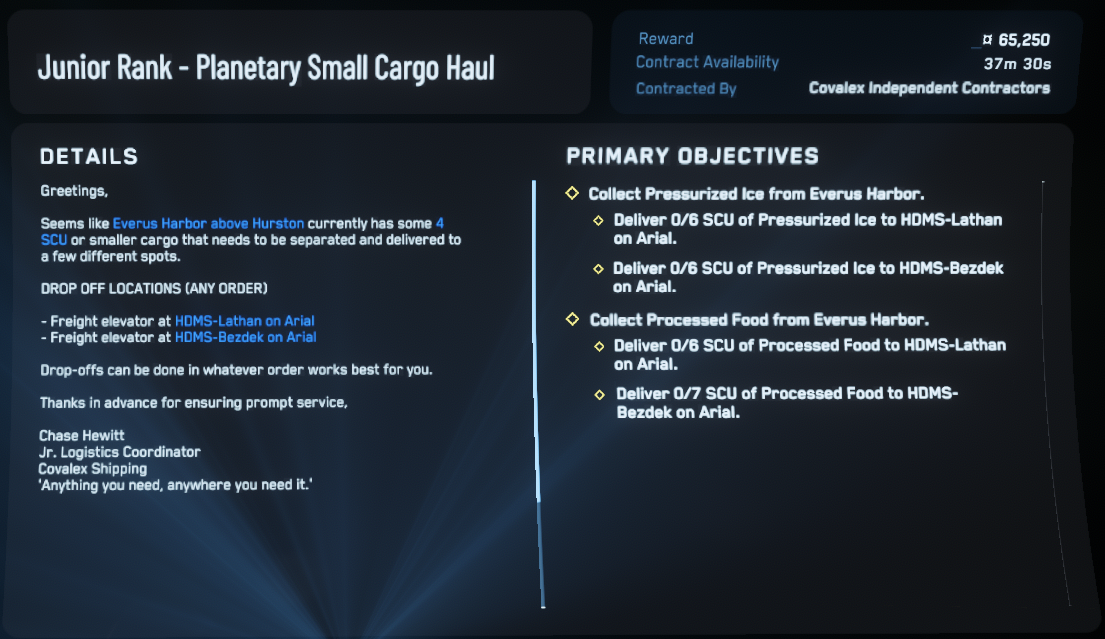 Junior Rank - Planetary Small Cargo Haul
Reward ¤ 65,250
Contract Availability 37m 30s
Contracted By Covalex Independent Contractors
DETAILS
Greetings,
Seems like Everus Harbor above Hurston currently has some 4
SCU or smaller cargo that needs to be separated and delivered to
a few different spots.
DROP OFF LOCATIONS (ANY ORDER)
- Freight elevator at HDMS-Lathan on Arial
- Freight elevator at HDMS-Bezdek on Arial
Drop-offs can be done in whatever order works best for you.
Thanks in advance for ensuring prompt service,
Chase Hewitt
Jr. Logistics Coordinator
Covalex Shipping
'Anything you need, anywhere you need it.'
PRIMARY OBJECTIVES
Collect Pressurized Ice from Everus Harbor.
Deliver 0/6 SCU of Pressurized Ice to HDMS-Lathan
on Arial.
Deliver 0/6 SCU of Pressurized Ice to HDMS-Bezdek
on Arial.
Collect Processed Food from Everus Harbor.
Deliver 0/6 SCU of Processed Food to HDMS-Lathan
on Arial.
Deliver 0/7 SCU of Processed Food to HDMS-
Bezdek on Arial.